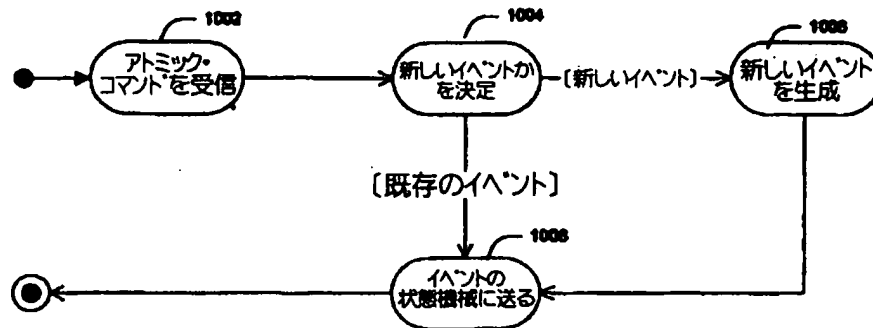 1002
アトミック・
コマンドを受信
1004
新しいイベントか
を決定
[新しいイベント]
新しいイベント
を生成
[既存のイベント]
イベントの
状態機械に送る